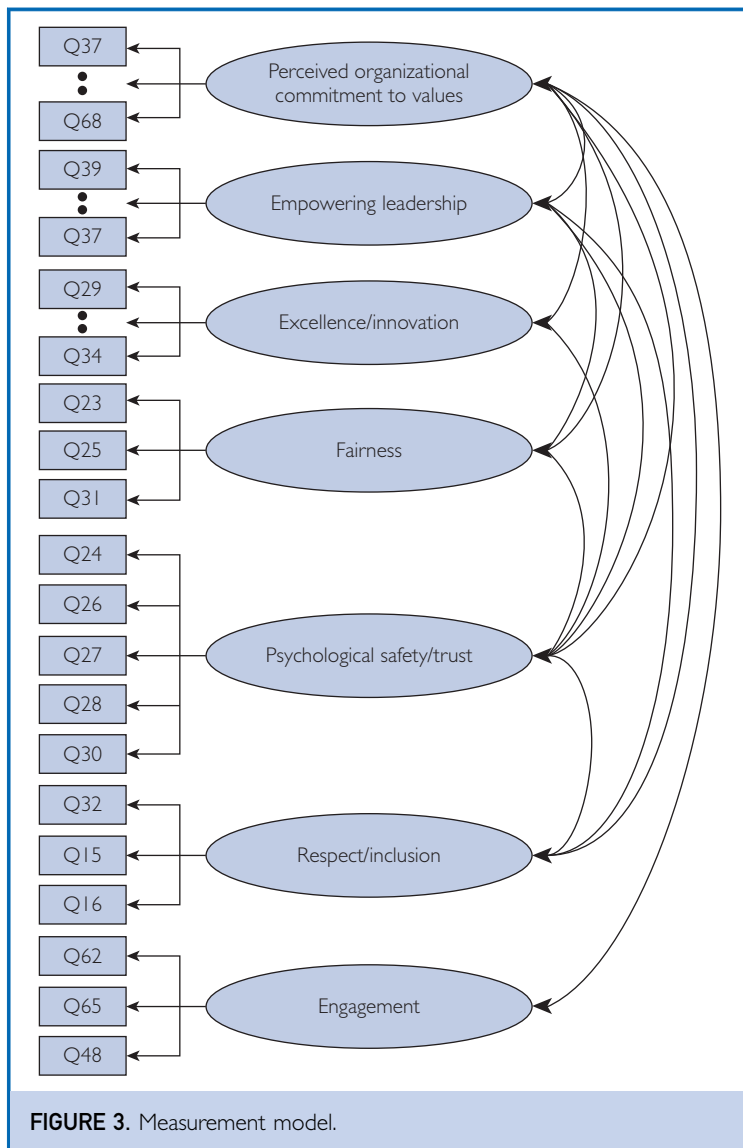 Q37
Q68
Perceived organizational
commitment to values
Q39
Q37
Empowering leadership
Q29
Q34
Excellence/innovation
Q23
Q25
Q31
Fairness
Q24
Q26
Q27
Q28
Q30
Psychological safety/trust
Q32
Q15
Q16
Respect/inclusion
Q62
Q65
Q48
Engagement
FIGURE 3. Measurement model.